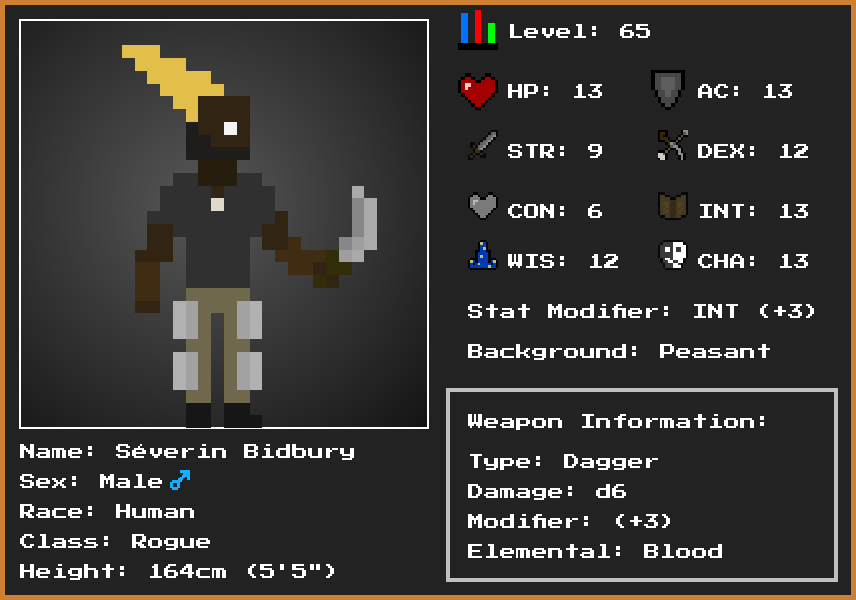 Level: 65
HP: 13
AC: 13
STR: 9
DEX: 12
CON: 6
INT: 13
WIS: 12
CHA: 13
Stat Modifier: INT (+3)
Background: Peasant
Weapon Information:
Type: Dagger
Damage: d6
Modifier: (+3)
Elemental: Blood
Name: Séverin Bidbury
Sex: Male♂
Race: Human
Class: Rogue
Height: 164cm (5'5")